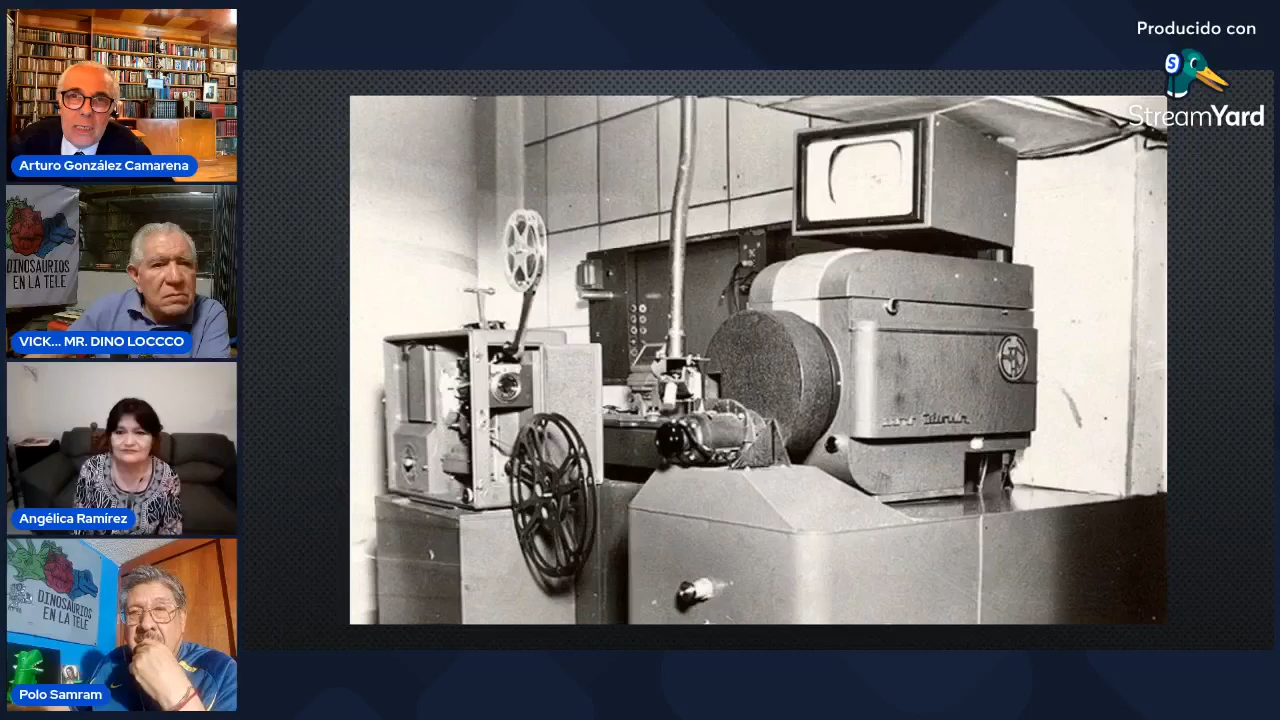 Producido con
StreamYard
Arturo González Camarena
DINOSAURIOS
EN LA TELE
VICK... MR. DINO LOCCCO
Angélica Ramírez
DINOSAURIOS
EN LA TELE
Polo Samram